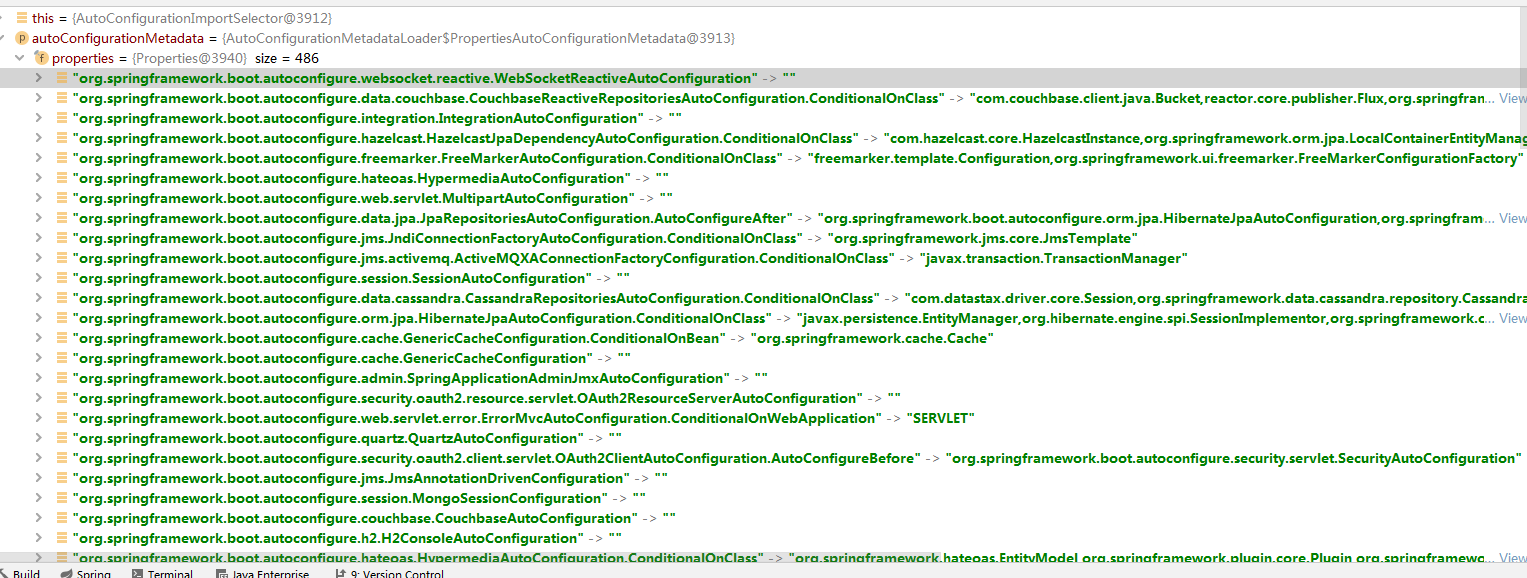 this = {AutoConfigurationImportSelector@3912}
p autoConfigurationMetadata = {AutoConfigurationMetadataLoader$PropertiesAutoConfigurationMetadata@3913}
f properties = {Properties@3940} size = 486
"org.springframework.boot.autoconfigure.websocket.reactive.WebSocketReactiveAutoConfiguration" -> ""
"org.springframework.boot.autoconfigure.data.couchbase.CouchbaseReactiveRepositoriesAutoConfiguration.ConditionalOnClass" -> "com.couchbase.client.java.Bucket,reactor.core.publisher.Flux,org.springfran... View
"org.springframework.boot.autoconfigure.integration.IntegrationAutoConfiguration" -> ""
"org.springframework.boot.autoconfigure.hazelcast.HazelcastJpaDependencyAutoConfiguration.ConditionalOnClass" -> "com.hazelcast.core.HazelcastInstance,org.springframework.orm.jpa.LocalContainerEntityManag
"org.springframework.boot.autoconfigure.freemarker.FreeMarkerAutoConfiguration.ConditionalOnClass" -> "freemarker.template.Configuration,org.springframework.ui.freemarker.FreeMarkerConfigurationFactory"
"org.springframework.boot.autoconfigure.hateoas.HypermediaAutoConfiguration" -> ""
"org.springframework.boot.autoconfigure.web.servlet.MultipartAutoConfiguration" -> ""
"org.springframework.boot.autoconfigure.data.jpa.JpaRepositoriesAutoConfiguration.AutoConfigureAfter" -> "org.springframework.boot.autoconfigure.orm.jpa.HibernateJpaAutoConfiguration,org.springfram... View
"org.springframework.boot.autoconfigure.jms.JndiConnectionFactoryAutoConfiguration.ConditionalOnClass" -> "org.springframework.jms.core.JmsTemplate"
"org.springframework.boot.autoconfigure.jms.activemq.ActiveMQXAConnectionFactoryConfiguration.ConditionalOnClass" -> "javax.transaction.TransactionManager"
"org.springframework.boot.autoconfigure.session.SessionAutoConfiguration" -> ""
"org.springframework.boot.autoconfigure.data.cassandra.CassandraRepositoriesAutoConfiguration.ConditionalOnClass" -> "com.datastax.driver.core.Session,org.springframework.data.cassandra.repository.Cassandra
"org.springframework.boot.autoconfigure.orm.jpa.HibernateJpaAutoConfiguration.ConditionalOnClass" -> "javax.persistence.EntityManager,org.hibernate.engine.spi.SessionImplementor,org.springframework.c... View
"org.springframework.boot.autoconfigure.cache.GenericCacheConfiguration.ConditionalOnBean" -> "org.springframework.cache.Cache"
"org.springframework.boot.autoconfigure.cache.GenericCacheConfiguration" -> ""
"org.springframework.boot.autoconfigure.admin.SpringApplicationAdminJmxAutoConfiguration" -> ""
"org.springframework.boot.autoconfigure.security.oauth2.resource.servlet.OAuth2ResourceServerAutoConfiguration" -> ""
"org.springframework.boot.autoconfigure.web.servlet.error.ErrorMvcAutoConfiguration.ConditionalOnWebApplication" -> "SERVLET"
"org.springframework.boot.autoconfigure.quartz.QuartzAutoConfiguration" -> ""
"org.springframework.boot.autoconfigure.security.oauth2.client.servlet.OAuth2ClientAutoConfiguration.AutoConfigureBefore" -> "org.springframework.boot.autoconfigure.security.servlet.SecurityAutoConfiguration"
"org.springframework.boot.autoconfigure.jms.JmsAnnotationDrivenConfiguration" -> ""
"org.springframework.boot.autoconfigure.session.MongoSessionConfiguration" -> ""
"org.springframework.boot.autoconfigure.couchbase.CouchbaseAutoConfiguration" -> ""
"org.springframework.boot.autoconfigure.h2.H2ConsoleAutoConfiguration" -> ""
"org.springframework.boot.autoconfigure.hateoas.HypermediaAutoConfiguration.ConditionalOnClass" -> "org.springframework.hateoas.EntityModel,org.springframework.plugin.core.Plugin,org.springframewo... View
Build Spring Terminal Java Enterprise 9: Version Control